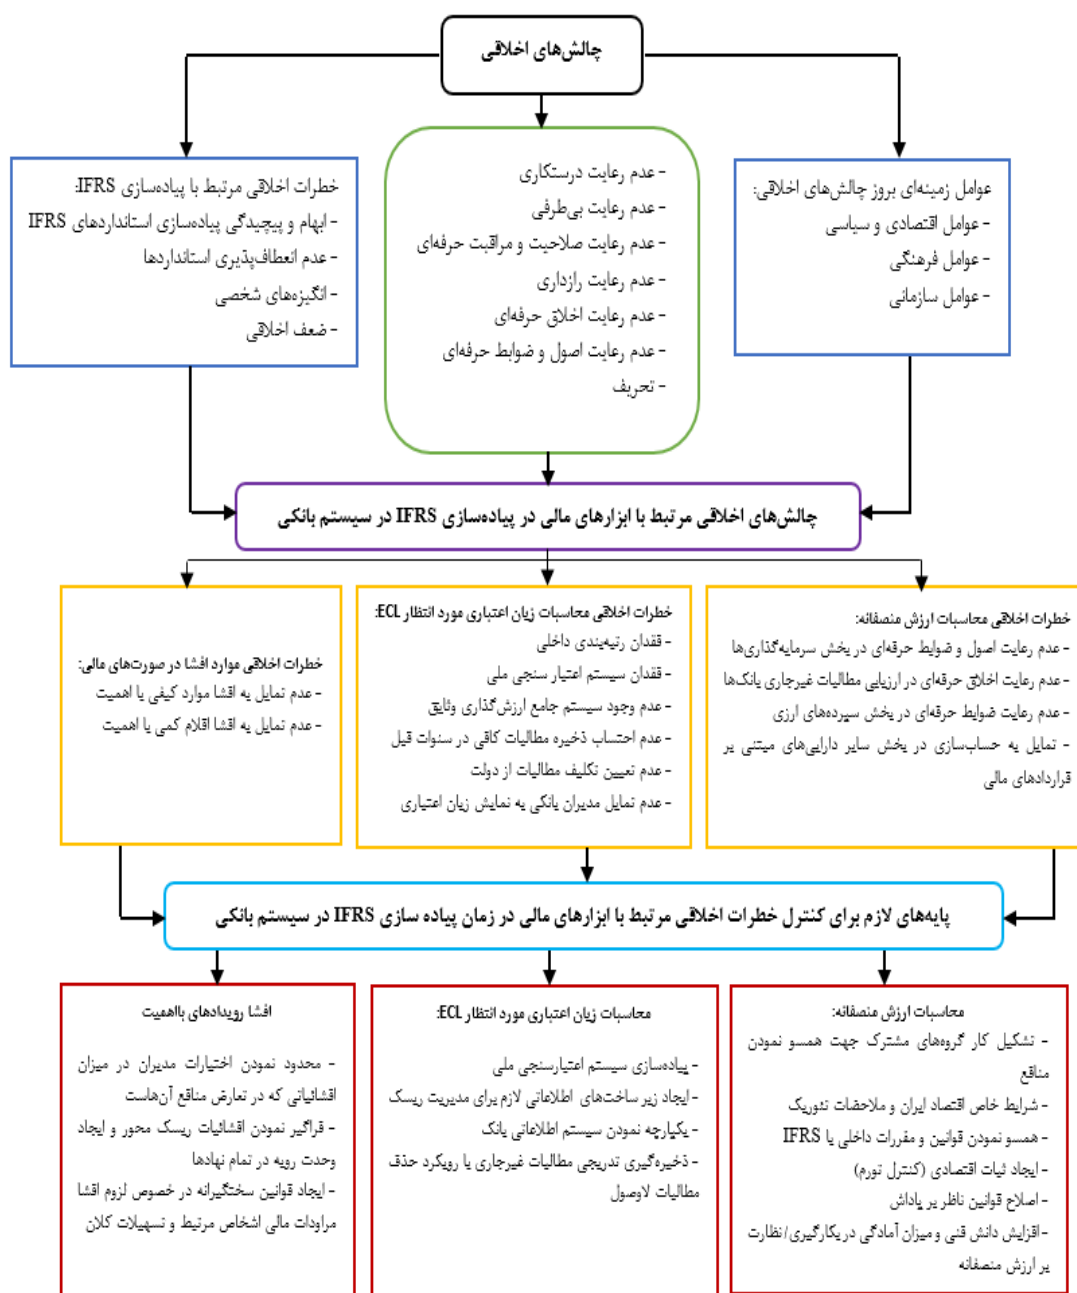 چالش‌های اخلاقی
عوامل زمینه‌ای بروز چالش‌های اخلاقی:
- عوامل اقتصادی و سیاسی
- عوامل فرهنگی
- عوامل سازمانی
- عدم رعایت درستکاری
- عدم رعایت بی‌طرفی
- عدم رعایت صلاحیت و مراقبت حرفه‌ای
- عدم رعایت رازداری
- عدم رعایت اخلاق حرفه‌ای
- عدم رعایت اصول و ضوابط حرفه‌ای
- تحریف
خطرات اخلاقی مرتبط با پیاده‌سازی IFRS:
- ابهام و پیچیدگی پیاده‌سازی استانداردهای IFRS
- عدم انعطاف‌پذیری استانداردها
- انگیزه‌های شخصی
- ضعف اخلاقی
چالش‌های اخلاقی مرتبط با ابزارهای مالی در پیاده‌سازی IFRS در سیستم بانکی
خطرات اخلاقی محاسبات ارزش منصفانه:
- عدم رعایت اصول و ضوابط حرفه‌ای در بخش سرمایه‌گذاری‌ها
- عدم رعایت اخلاق حرفه‌ای در ارزیابی مطالبات غیرجاری بانک‌ها
- عدم رعایت ضوابط حرفه‌ای در بخش سپرده‌های ارزی
- تمایل به حساب‌سازی در بخش سایر دارایی‌های مبتنی بر
قراردادهای مالی
خطرات اخلاقی محاسبات زیان اعتباری مورد انتظار ECL:
- فقدان رتبه‌بندی داخلی
- فقدان سیستم اعتبار سنجی ملی
- عدم وجود سیستم جامع ارزش‌گذاری وثایق
- عدم احتساب ذخیره مطالبات کافی در سنوات قبل
- عدم تعیین تکلیف مطالبات از دولت
- عدم تمایل مدیران بانکی به نمایش زیان اعتباری
خطرات اخلاقی موارد افشا در صورت‌های مالی:
- عدم تمایل به افشا موارد کیفی با اهمیت
- عدم تمایل به افشا اقلام کمی با اهمیت
پایه‌های لازم برای کنترل خطرات اخلاقی مرتبط با ابزارهای مالی در زمان پیاده سازی IFRS در سیستم بانکی
محاسبات ارزش منصفانه:
- تشکیل کار گروه‌های مشترک جهت همسو نمودن
منافع
- شرایط خاص اقتصاد ایران و ملاحضات تئوریک
- همسو نمودن قوانین و مقررات داخلی با IFRS
- ایجاد ثبات اقتصادی (کنترل تورم)
- اصلاح قوانین ناظر بر پاداش
- افزایش دانش فنی و میزان آمادگی در بکارگیری/نظارت
بر ارزش منصفانه
محاسبات زیان اعتباری مورد انتظار ECL:
- پیاده‌سازی سیستم اعتبارسنجی ملی
- ایجاد زیر ساخت‌های اطلاعاتی لازم برای مدیریت ریسک
- یکپارچه نمودن سیستم اطلاعاتی بانک
- ذخیره‌گیری تدریجی مطالبات غیرجاری با رویکرد حذف
مطالبات لاوصول
افشا رویدادهای بااهمیت
- محدود نمودن اختیارات مدیران در میزان
افشائیاتی که در تعارض منافع آن‌هاست
- فراگیر نمودن افشائیات ریسک محور و ایجاد
وحدت رویه در تمام نهادها
- ایجاد قوانین سختگیرانه در خصوص لزوم افشا
مراودات مالی اشخاص مرتبط و تسهیلات کلان